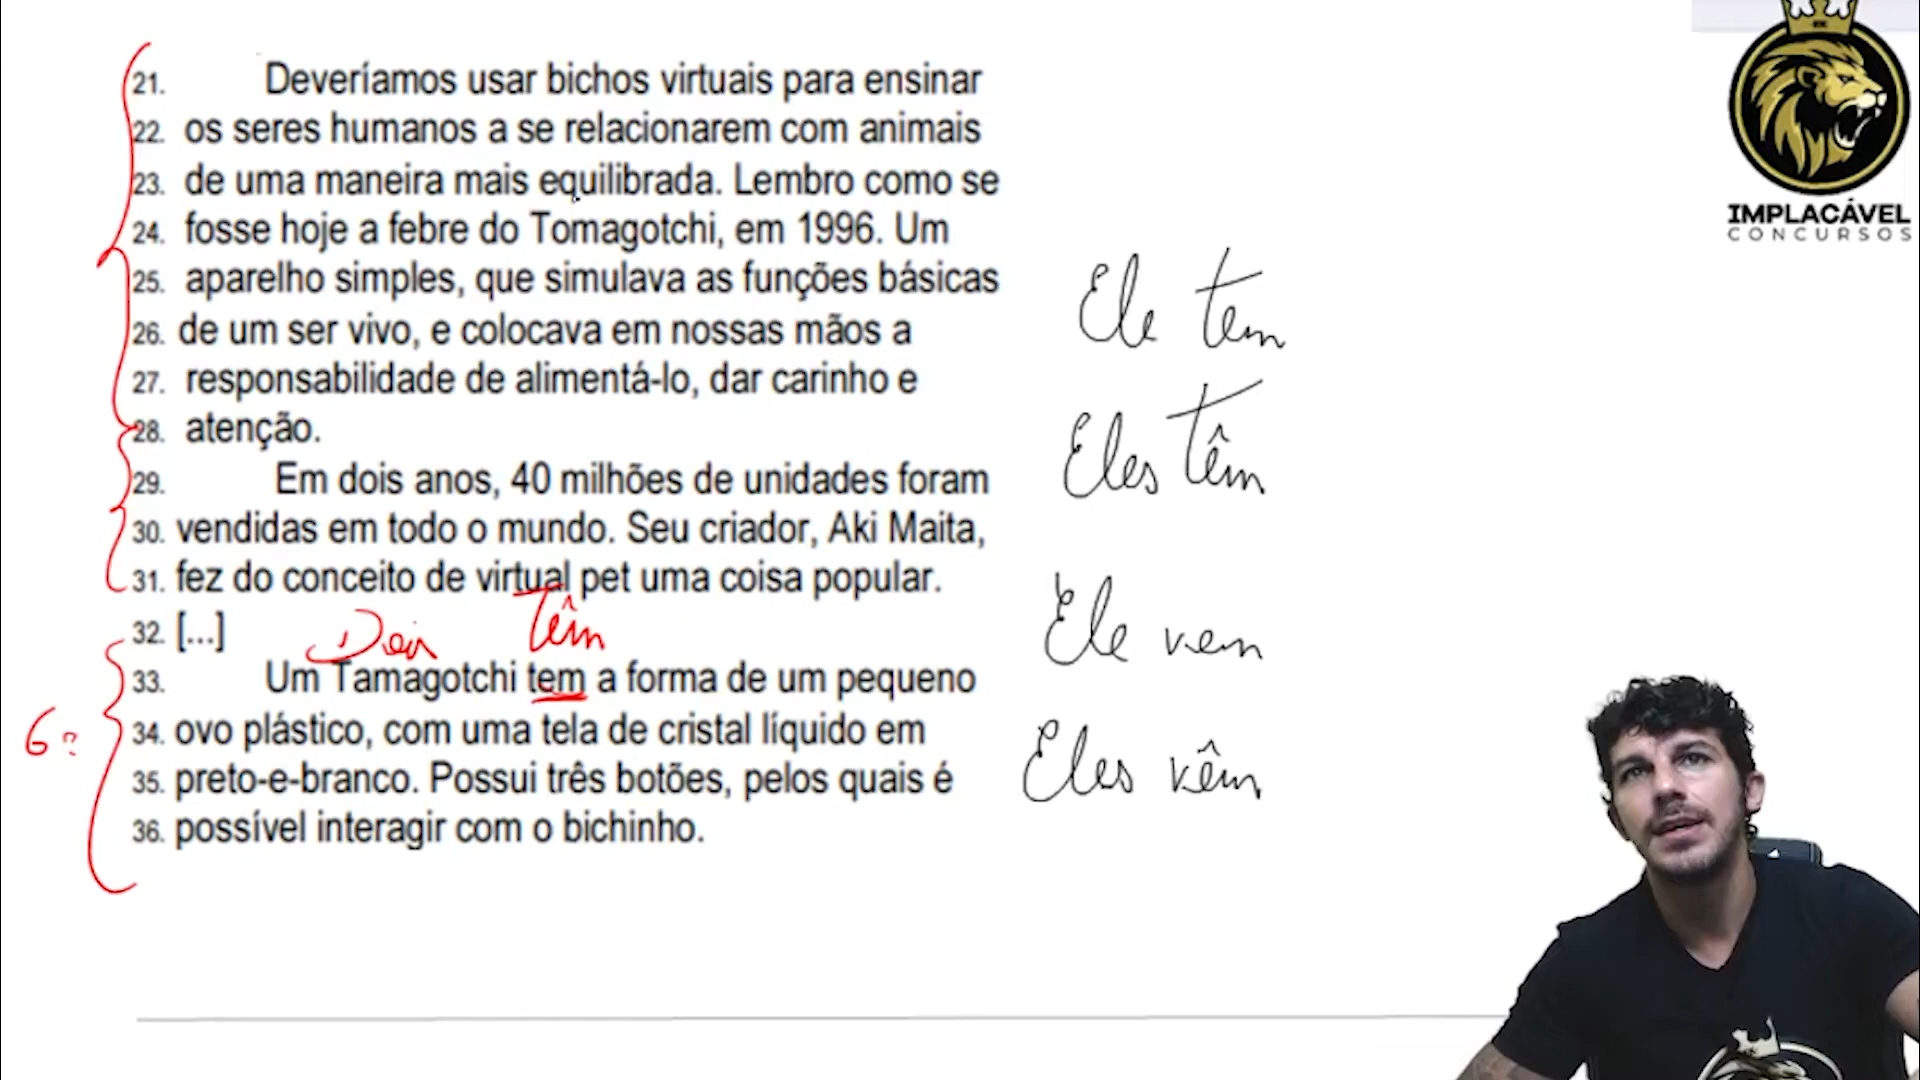 21. Deveríamos usar bichos virtuais para ensinar
22. os seres humanos a se relacionarem com animais
23. de uma maneira mais equilibrada. Lembro como se
24. fosse hoje a febre do Tomagotchi, em 1996. Um
25. aparelho simples, que simulava as funções básicas
26. de um ser vivo, e colocava em nossas mãos a
27. responsabilidade de alimentá-lo, dar carinho e
28. atenção.
29. Em dois anos, 40 milhões de unidades foram
30. vendidas em todo o mundo. Seu criador, Aki Maita,
31. fez do conceito de virtual pet uma coisa popular.
32. [...]
Dois têm
33. Um Tamagotchi tem a forma de um pequeno
34. ovo plástico, com uma tela de cristal líquido em
35. preto-e-branco. Possui três botões, pelos quais é
36. possível interagir com o bichinho.
6?
Ele tem
Eles têm
Ele vem
Eles vêm
IMPLACÁVEL
CONCURSOS